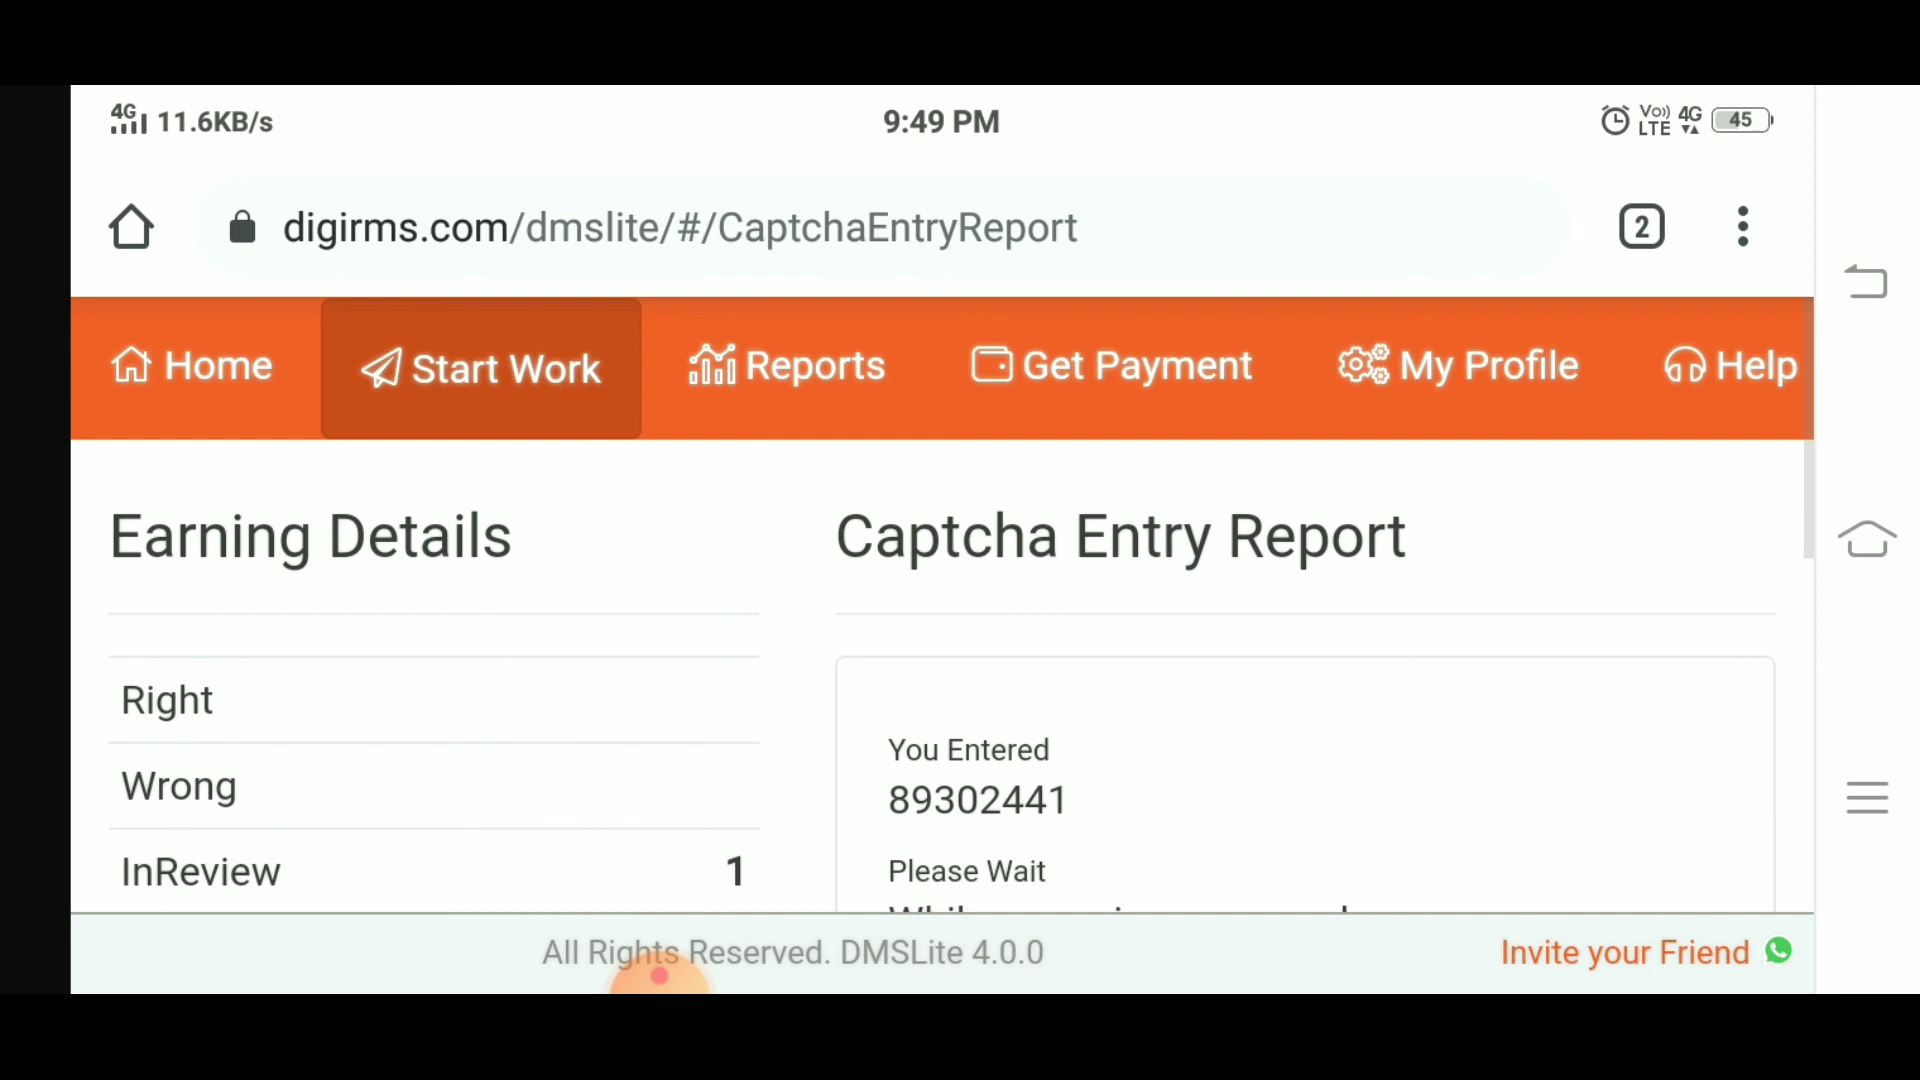 4G 11.6KB/s 9:49 PM Vo)) LTE 4G 45
digirms.com/dmslite/#/CaptchaEntryReport 2
Home Start Work Reports Get Payment My Profile Help
Earning Details
Right
Wrong
InReview 1
Captcha Entry Report
You Entered
89302441
Please Wait
All Rights Reserved. DMSLite 4.0.0 Invite your Friend